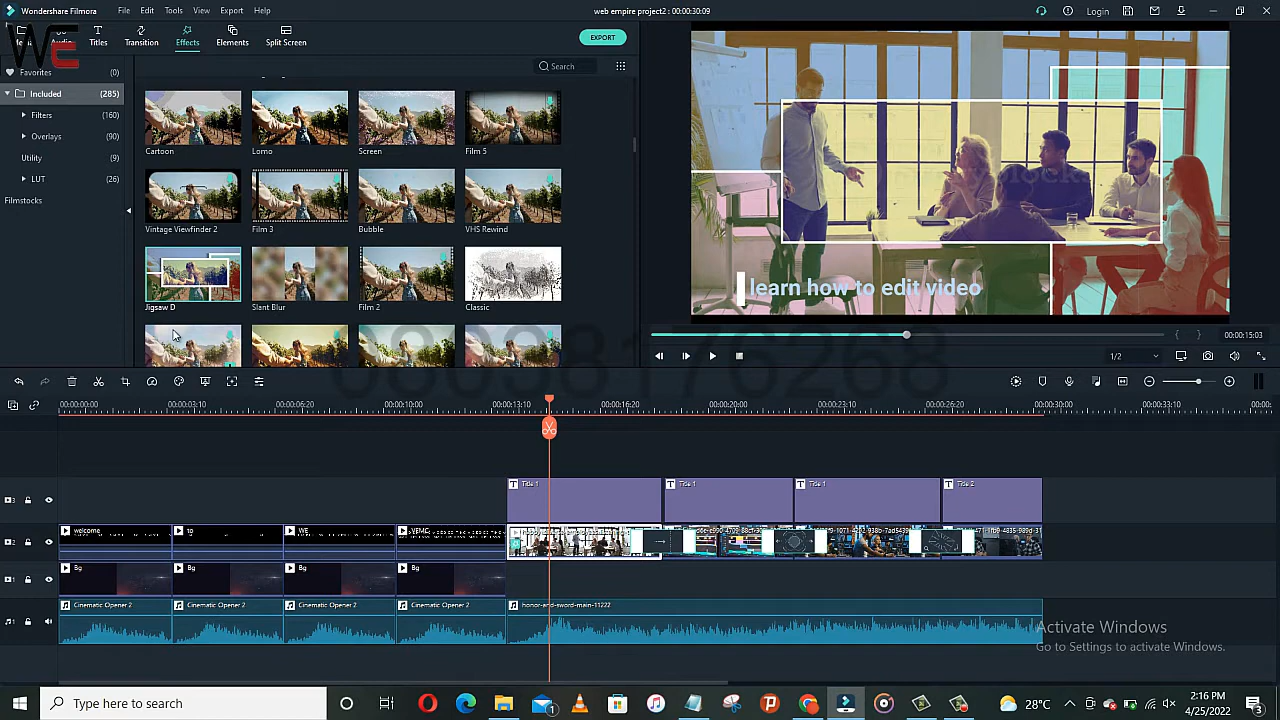 Wondershare Filmora
File
Edit
Tools
View
Export
Help
web empire project2 : 00:00:30:09
Login
WE
Titles
Transition
Effects
Elements
Split Screen
EXPORT
Favorites
(0)
Included
(285)
Filters
(160)
Overlays
(90)
Utility
(9)
LUT
(26)
Filmstocks
Search
Cartoon
Lomo
Screen
Film 5
Vintage Viewfinder 2
Film 3
Bubble
VHS Rewind
Jigsaw D
Slant Blur
Film 2
Classic
learn how to edit video
00:00:15:03
1/2
00:00:00:00
00:00:03:10
00:00:06:20
00:00:10:00
00:00:13:10
00:00:16:20
00:00:20:00
00:00:23:10
00:00:26:20
00:00:30:00
00:00:33:10
Title 1
Title 1
Title 1
Title 2
welcome
to
WE
Bg
Bg
Bg
Bg
Cinematic Opener 2
Cinematic Opener 2
Cinematic Opener 2
Cinematic Opener 2
honor-and-sword-main-11222
Activate Windows
Go to Settings to activate Windows.
Type here to search
28°C
2:16 PM
4/25/2022